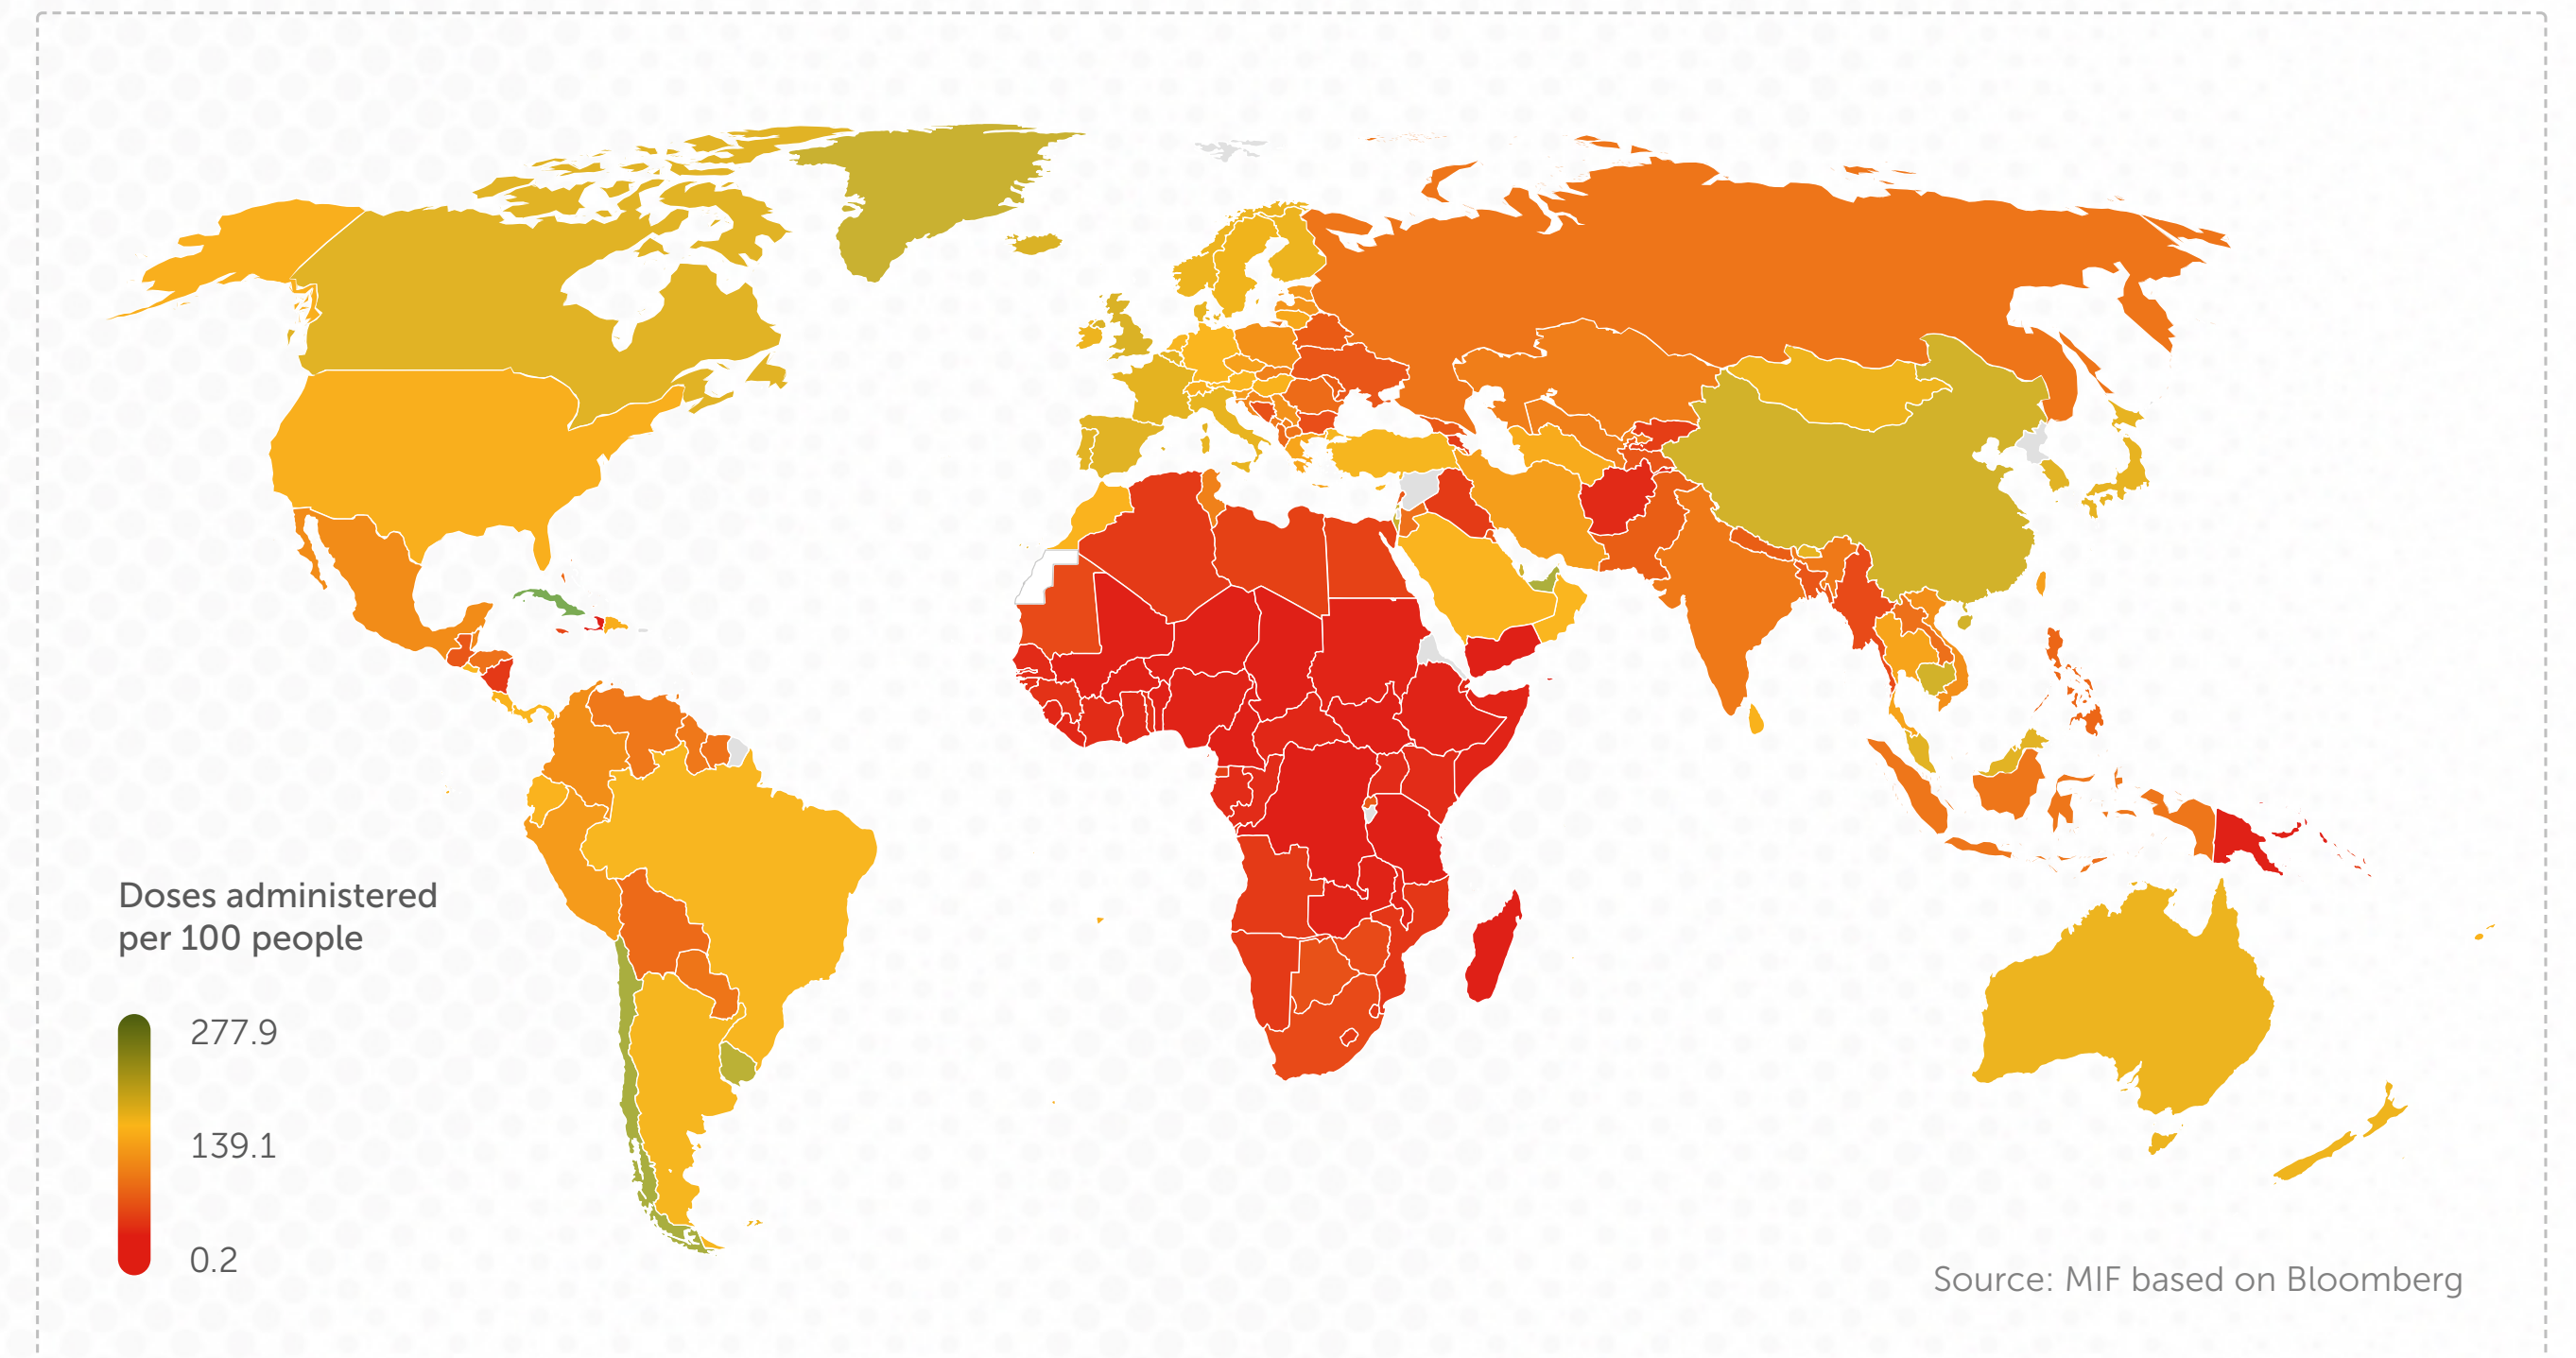 Doses administered
per 100 people
277.9
139.1
0.2
Source: MIF based on Bloomberg